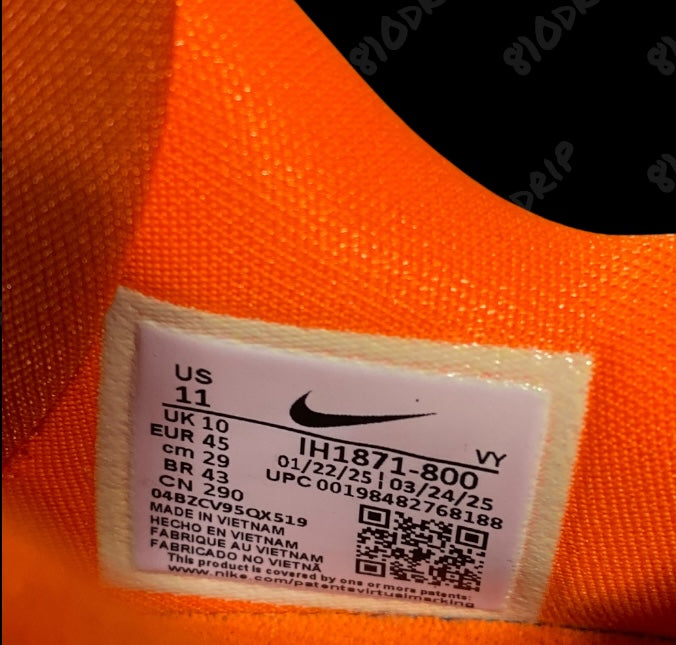 810DRIP
810DRIP
810DRIP
US
11
UK 10
EUR 45
cm 29
BR 43
CN 290
IH1871-800
VY
01/22/25 | 03/24/25
UPC 00198482768188
04BZCV95QX519
MADE IN VIETNAM
HECHO EN VIETNAM
FABRIQUE AU VIETNAM
FABRICADO NO VIETNÃ
This product is covered by one or more patents:
www.nike.com/patentsvirtualmarking